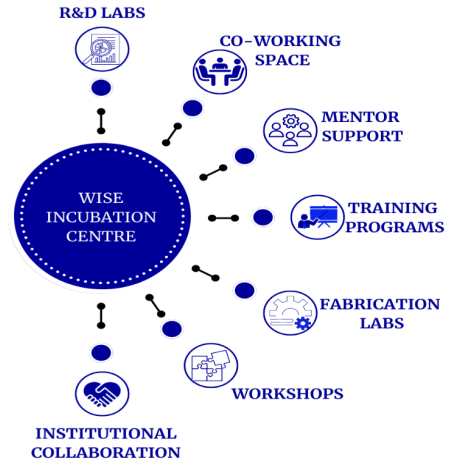 R&D LABS
CO-WORKING
SPACE
MENTOR
SUPPORT
WISE
INCUBATION
CENTRE
TRAINING
PROGRAMS
FABRICATION
LABS
WORKSHOPS
INSTITUTIONAL
COLLABORATION